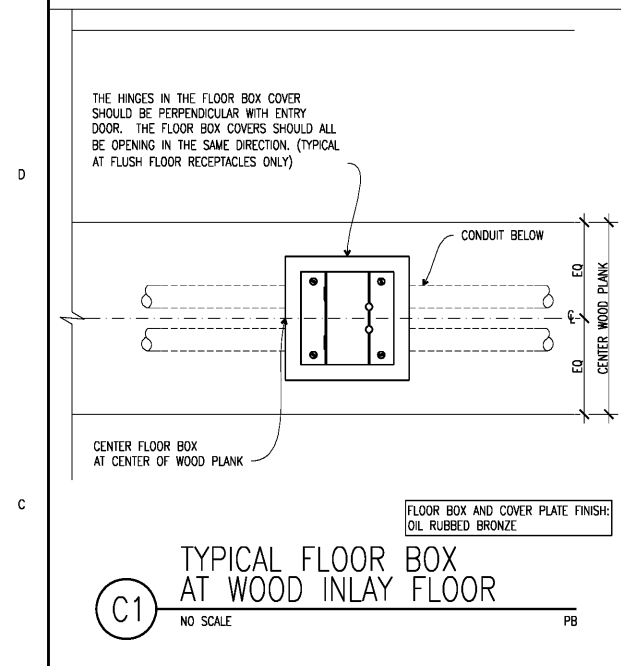 THE HINGES IN THE FLOOR BOX COVER
SHOULD BE PERPENDICULAR WITH ENTRY
DOOR. THE FLOOR BOX COVERS SHOULD ALL
BE OPENING IN THE SAME DIRECTION. (TYPICAL
AT FLUSH FLOOR RECEPTACLES ONLY)
D
CONDUIT BELOW
EQ
℄
EQ
CENTER WOOD PLANK
CENTER FLOOR BOX
AT CENTER OF WOOD PLANK
C
FLOOR BOX AND COVER PLATE FINISH:
OIL RUBBED BRONZE
TYPICAL FLOOR BOX
AT WOOD INLAY FLOOR
C1
NO SCALE
PB